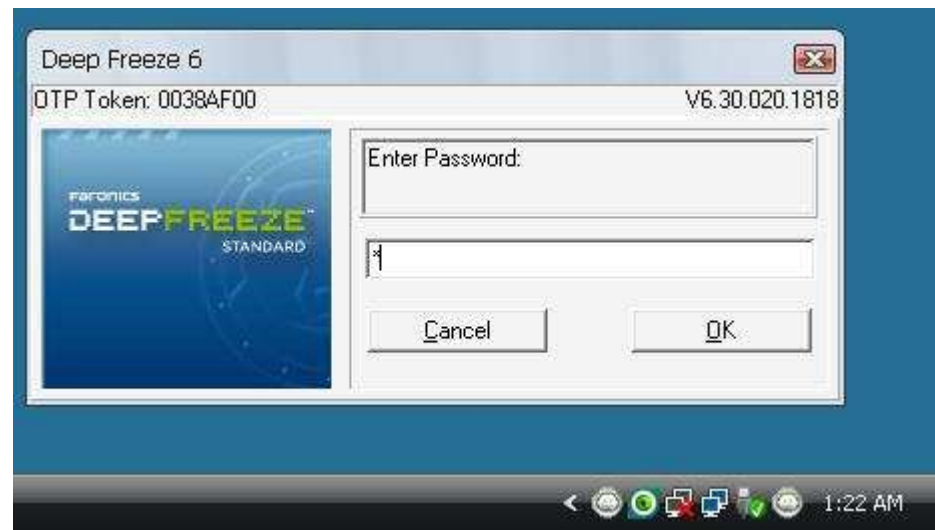 Deep Freeze 6
OTP Token: 0038AF00 V6.30.020.1818
Enter Password:
FARONICS
DEEPFREEZE™
STANDARD
*
Cancel OK
< 1:22 AM